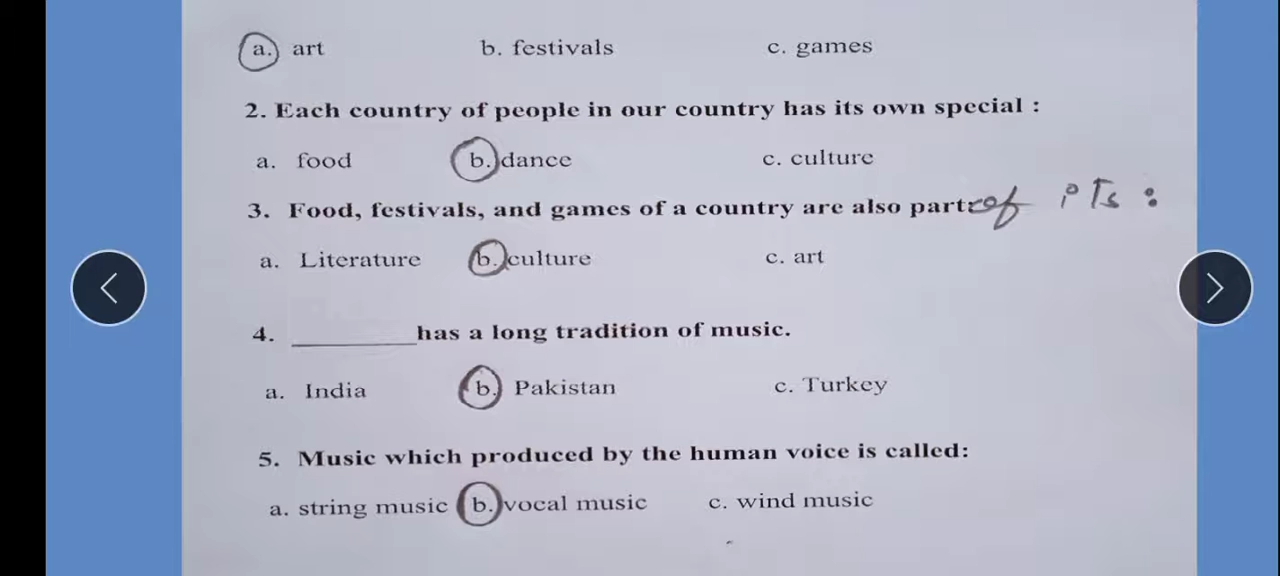 a. art b. festivals c. games
2. Each country of people in our country has its own special :
a. food b. dance c. culture
3. Food, festivals, and games of a country are also part of its :
a. Literature b. culture c. art
4. ________ has a long tradition of music.
a. India b. Pakistan c. Turkey
5. Music which produced by the human voice is called:
a. string music b. vocal music c. wind music